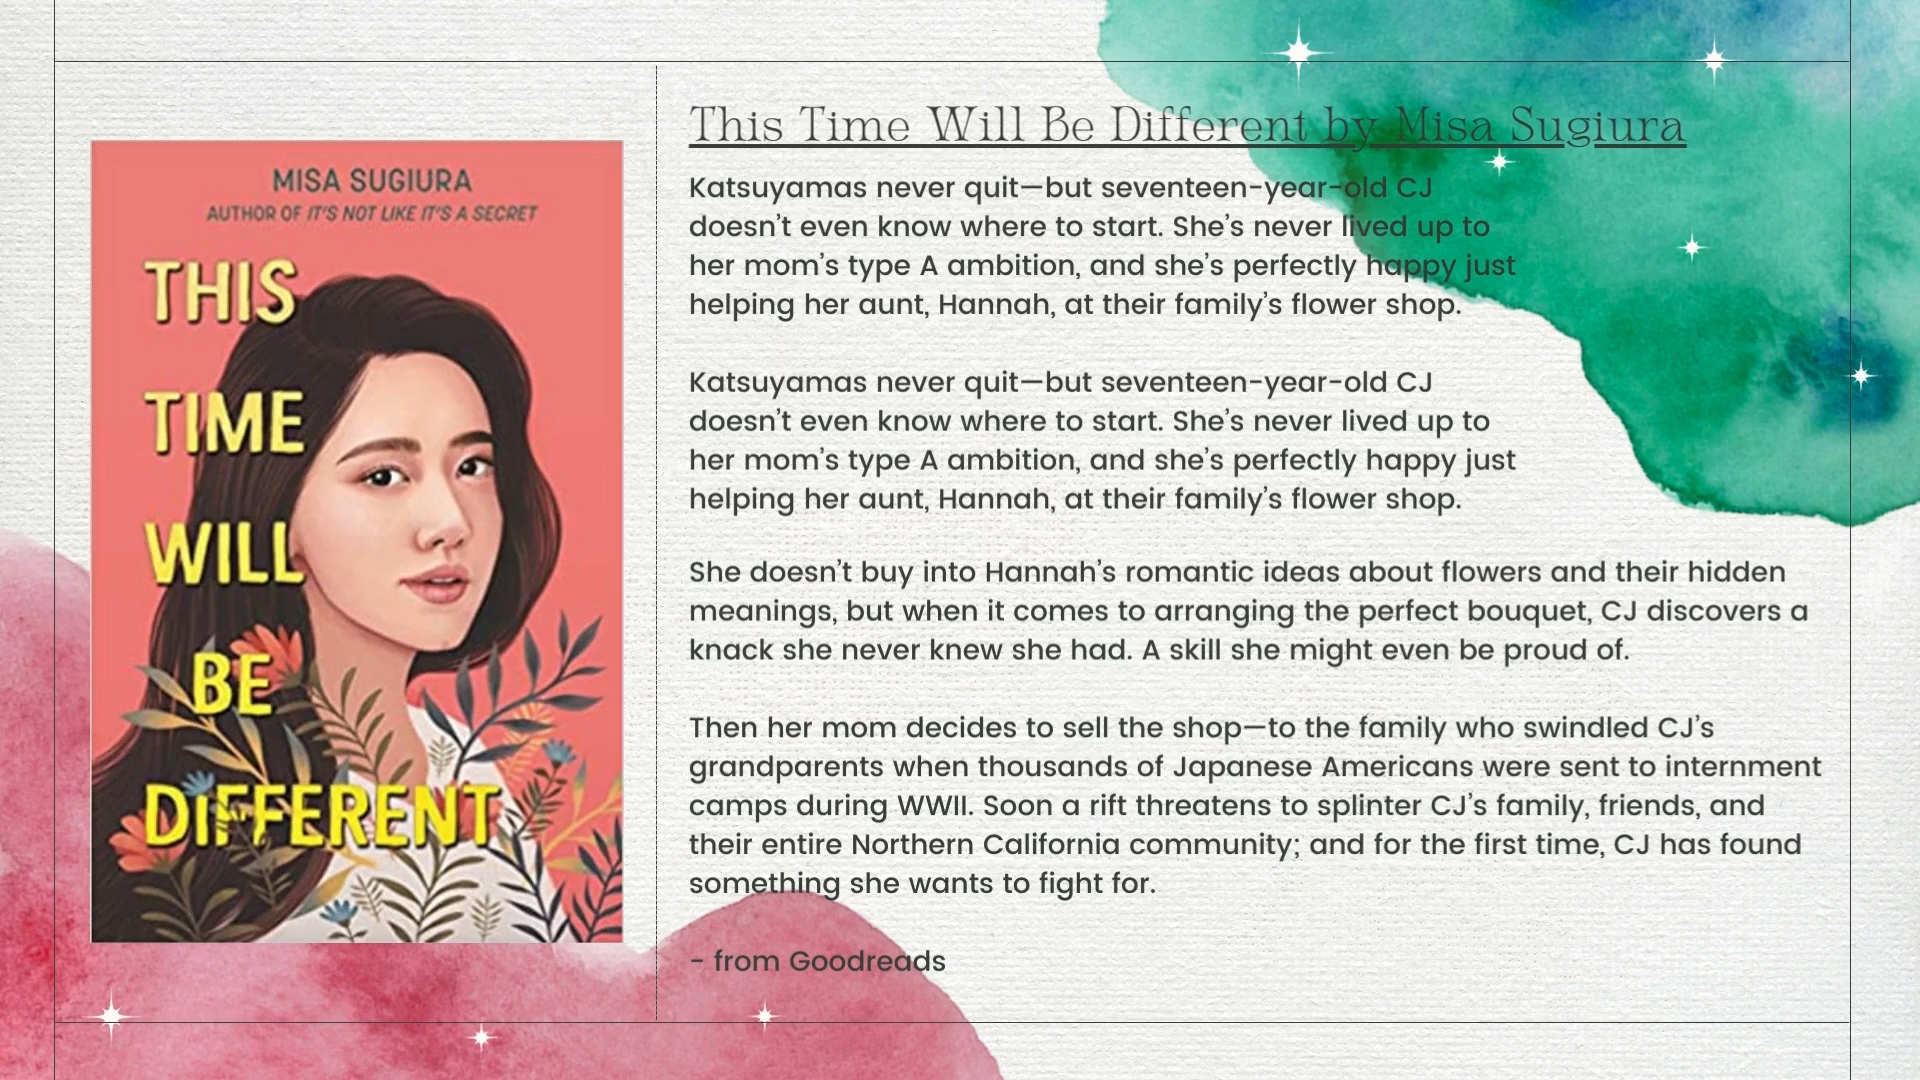 MISA SUGIURA
AUTHOR OF IT'S NOT LIKE IT'S A SECRET
THIS
TIME
WILL
BE
DIFFERENT
This Time Will Be Different by Misa Sugiura
Katsuyamas never quit—but seventeen-year-old CJ
doesn't even know where to start. She's never lived up to
her mom's type A ambition, and she's perfectly happy just
helping her aunt, Hannah, at their family's flower shop.
Katsuyamas never quit—but seventeen-year-old CJ
doesn't even know where to start. She's never lived up to
her mom's type A ambition, and she's perfectly happy just
helping her aunt, Hannah, at their family's flower shop.
She doesn't buy into Hannah's romantic ideas about flowers and their hidden
meanings, but when it comes to arranging the perfect bouquet, CJ discovers a
knack she never knew she had. A skill she might even be proud of.
Then her mom decides to sell the shop—to the family who swindled CJ's
grandparents when thousands of Japanese Americans were sent to internment
camps during WWII. Soon a rift threatens to splinter CJ's family, friends, and
their entire Northern California community; and for the first time, CJ has found
something she wants to fight for.
- from Goodreads